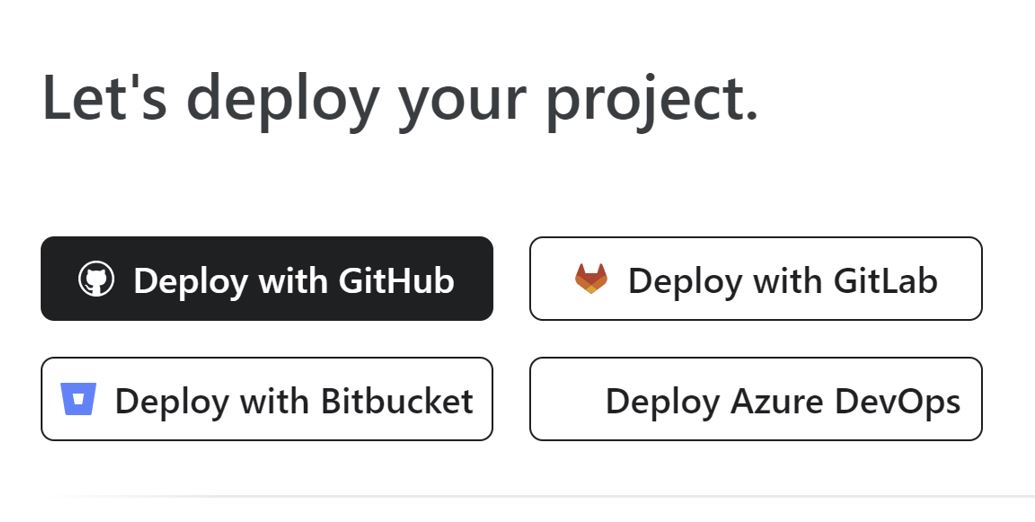 Let's deploy your project.
Deploy with GitHub
Deploy with GitLab
Deploy with Bitbucket
Deploy Azure DevOps